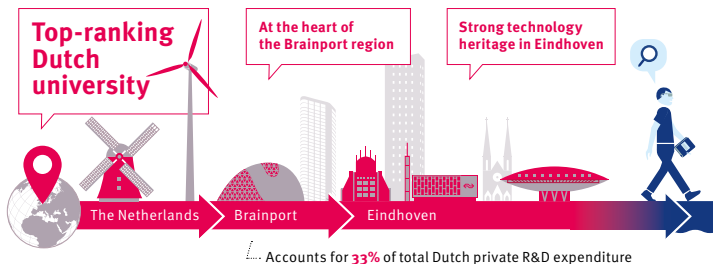 Top-ranking
Dutch
university
At the heart of
the Brainport region
Strong technology
heritage in Eindhoven
The Netherlands
Brainport
Eindhoven
Accounts for 33% of total Dutch private R&D expenditure